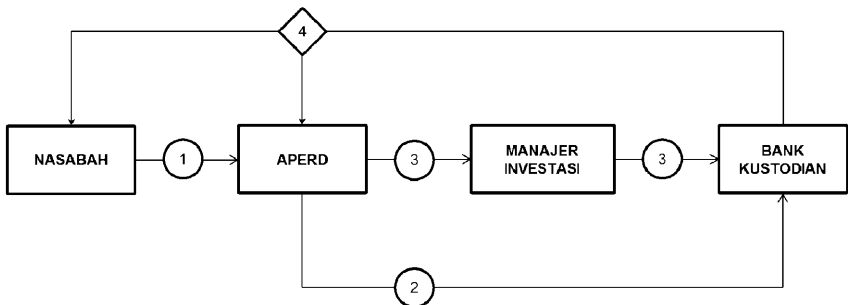 4
NASABAH
1
APERD
3
MANAJER
INVESTASI
3
BANK
KUSTODIAN
2